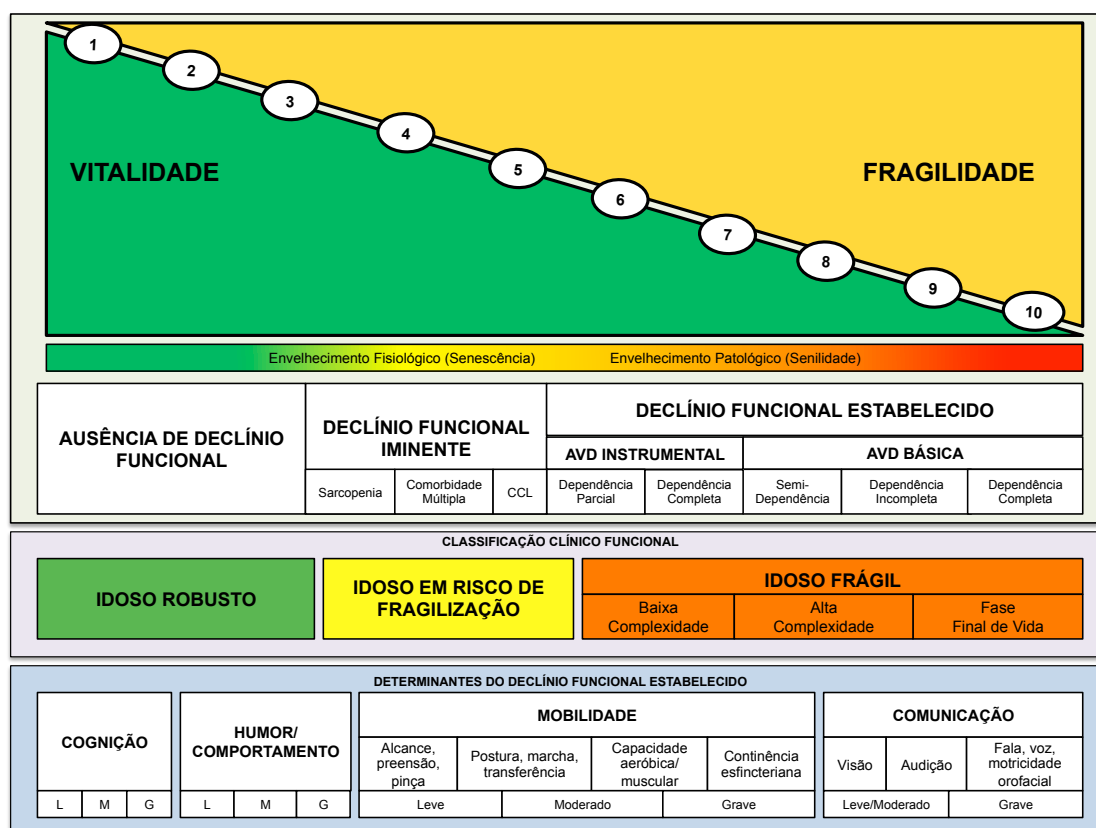 1
2
3
4
5
6
7
8
9
10
VITALIDADE
FRAGILIDADE
Envelhecimento Fisiológico (Senescência)
Envelhecimento Patológico (Senilidade)
AUSÊNCIA DE DECLÍNIO
FUNCIONAL
DECLÍNIO FUNCIONAL
IMINENTE
Sarcopenia
Comorbidade
Múltipla
CCL
DECLÍNIO FUNCIONAL ESTABELECIDO
AVD INSTRUMENTAL
AVD BÁSICA
Dependência
Parcial
Dependência
Completa
Semi-
Dependência
Dependência
Incompleta
Dependência
Completa
CLASSIFICAÇÃO CLÍNICO FUNCIONAL
IDOSO ROBUSTO
IDOSO EM RISCO DE
FRAGILIZAÇÃO
IDOSO FRÁGIL
Baixa
Complexidade
Alta
Complexidade
Fase
Final de Vida
DETERMINANTES DO DECLÍNIO FUNCIONAL ESTABELECIDO
COGNIÇÃO
L
M
G
HUMOR/
COMPORTAMENTO
L
M
G
MOBILIDADE
Alcance,
preensão,
pinça
Postura, marcha,
transferência
Capacidade
aeróbica/
muscular
Continência
esfincteriana
Leve
Moderado
Grave
COMUNICAÇÃO
Visão
Audição
Fala, voz,
motricidade
orofacial
Leve/Moderado
Grave